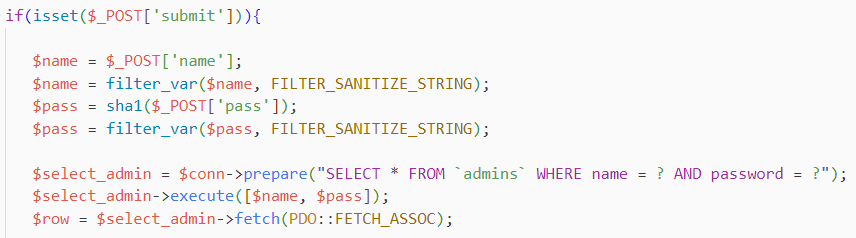 if(isset($_POST['submit'])){
$name = $_POST['name'];
$name = filter_var($name, FILTER_SANITIZE_STRING);
$pass = sha1($_POST['pass']);
$pass = filter_var($pass, FILTER_SANITIZE_STRING);
$select_admin = $conn->prepare("SELECT * FROM `admins` WHERE name = ? AND password = ?");
$select_admin->execute([$name, $pass]);
$row = $select_admin->fetch(PDO::FETCH_ASSOC);